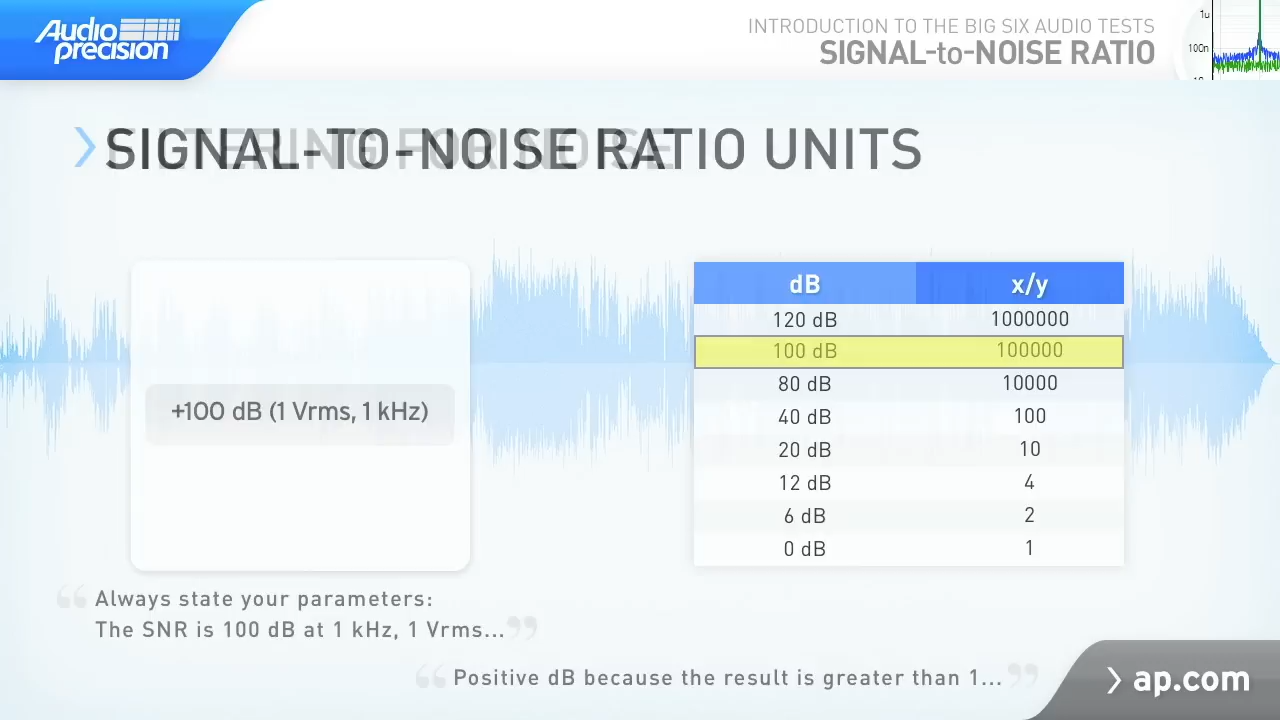 Audio
precision
INTRODUCTION TO THE BIG SIX AUDIO TESTS
SIGNAL-to-NOISE RATIO
1u
100n
SIGNAL-TO-NOISE RATIO UNITS
+100 dB (1 Vrms, 1 kHz)
dB x/y
120 dB 1000000
100 dB 100000
80 dB 10000
40 dB 100
20 dB 10
12 dB 4
6 dB 2
0 dB 1
“Always state your parameters:
The SNR is 100 dB at 1 kHz, 1 Vrms...”
“Positive dB because the result is greater than 1...”
ap.com